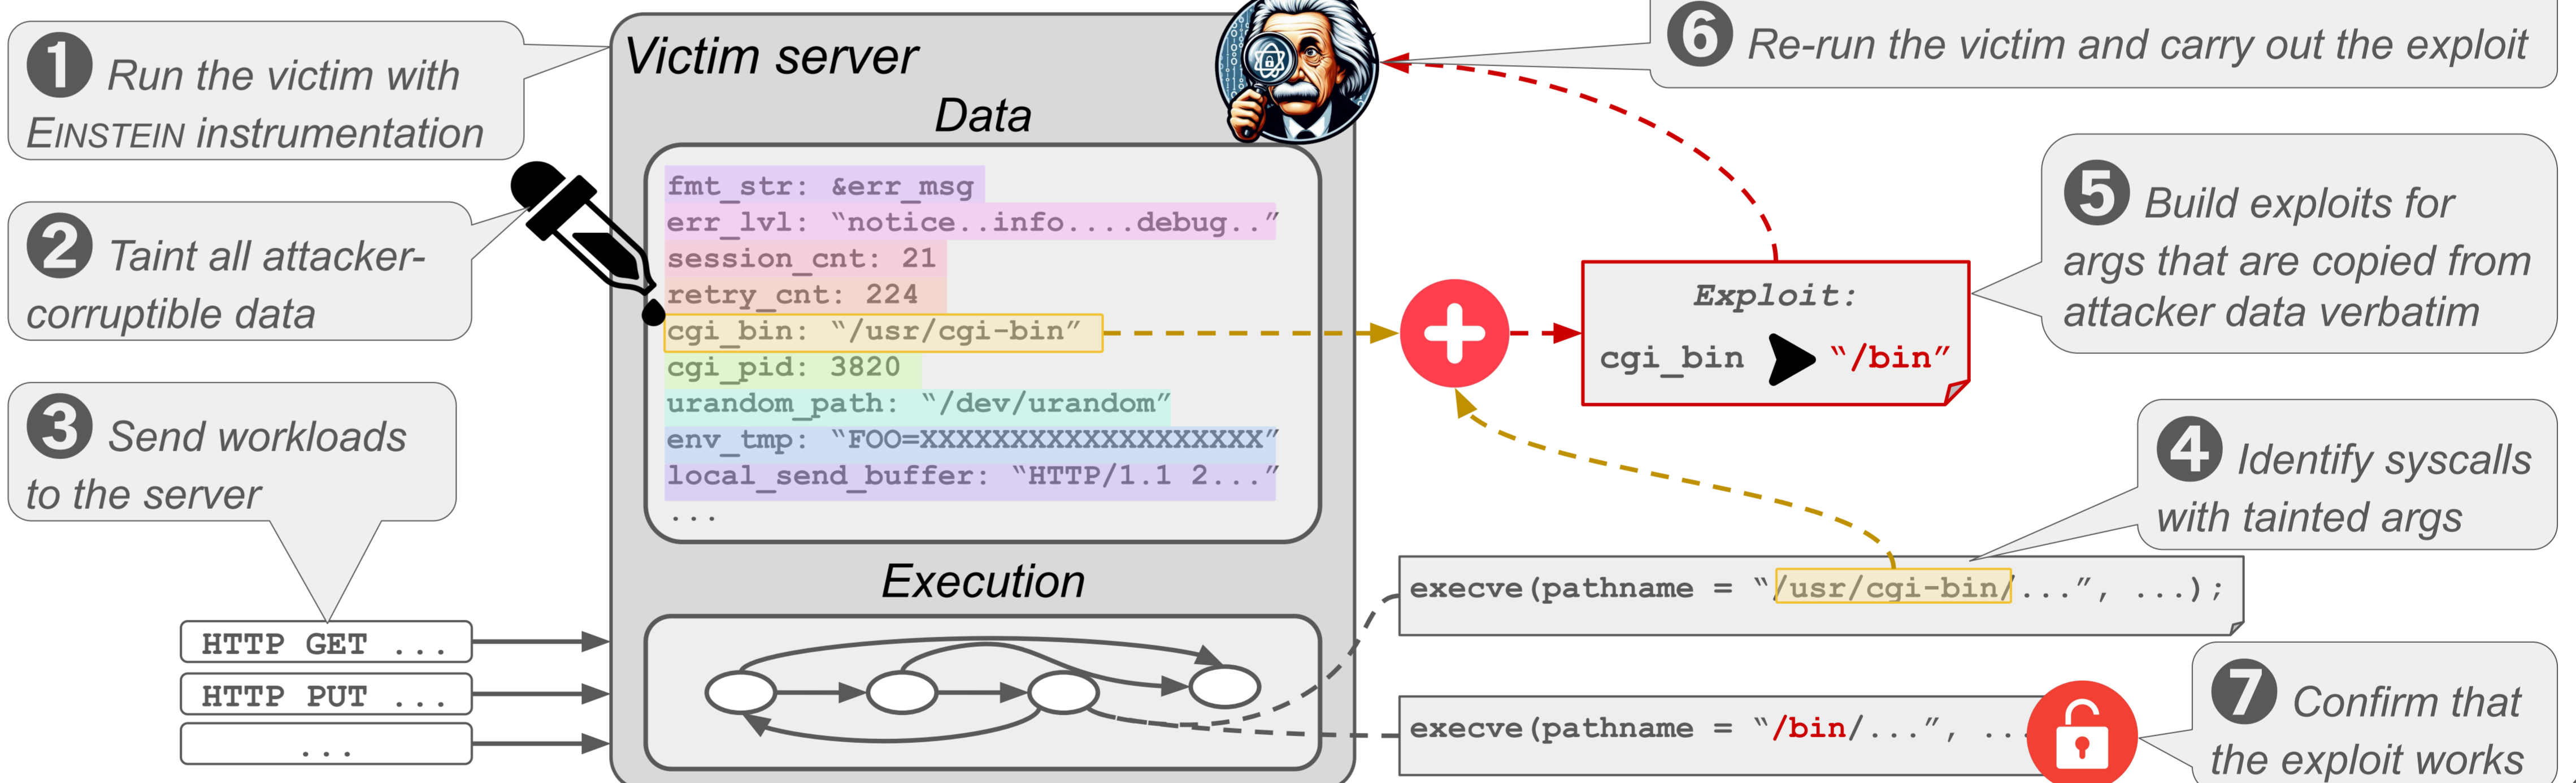 1 Run the victim with
EINSTEIN instrumentation
2 Taint all attacker-
corruptible data
3 Send workloads
to the server
HTTP GET ...
HTTP PUT ...
...
Victim server
Data
fmt_str: &err_msg
err_lvl: “notice..info....debug..”
session_cnt: 21
retry_cnt: 224
cgi_bin: “/usr/cgi-bin”
cgi_pid: 3820
urandom_path: “/dev/urandom”
env_tmp: “FOO=XXXXXXXXXXXXXXXXXXX”
local_send_buffer: “HTTP/1.1 2...”
...
Execution
6 Re-run the victim and carry out the exploit
5 Build exploits for
args that are copied from
attacker data verbatim
Exploit:
cgi_bin “/bin”
4 Identify syscalls
with tainted args
execve(pathname = “/usr/cgi-bin/...”, ...);
execve(pathname = “/bin/...”, ...
7 Confirm that
the exploit works